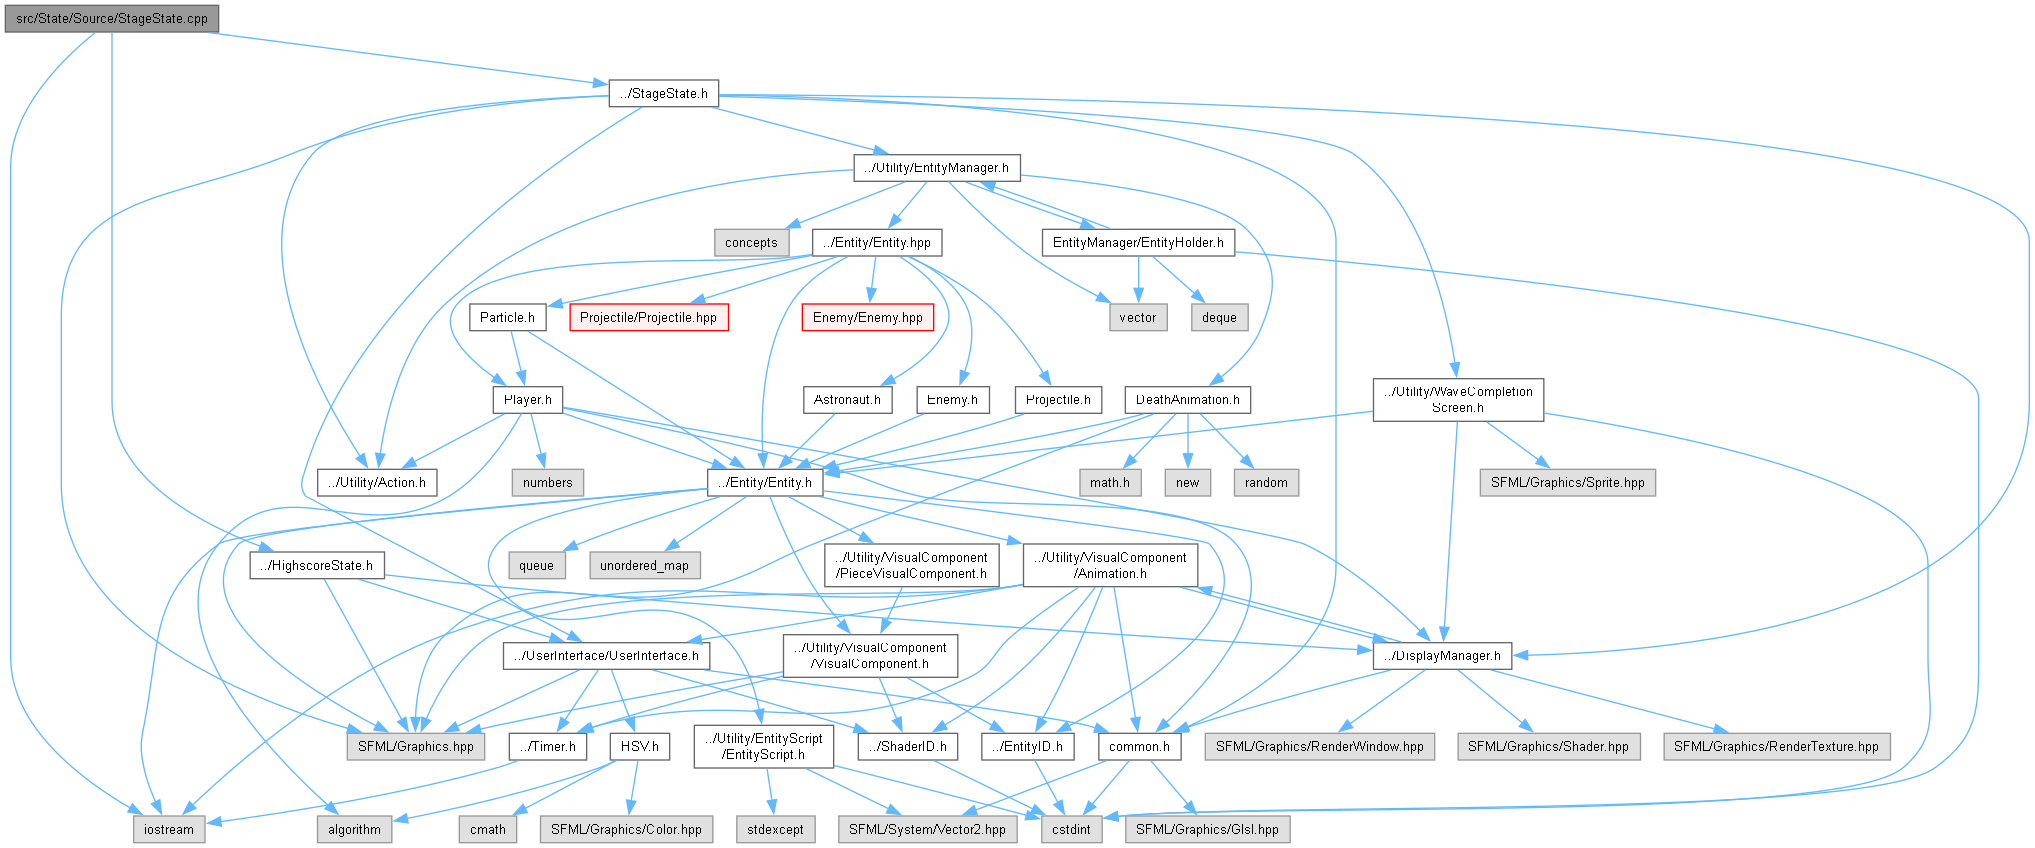 src/State/Source/StageState.cpp
../StageState.h
../Utility/EntityManager.h
concepts
../Entity/Entity.hpp
EntityManager/EntityHolder.h
Particle.h
Projectile/Projectile.hpp
Enemy/Enemy.hpp
vector
deque
Player.h
Astronaut.h
Enemy.h
Projectile.h
DeathAnimation.h
../Utility/WaveCompletion
Screen.h
../Utility/Action.h
numbers
../Entity/Entity.h
math.h
new
random
SFML/Graphics/Sprite.hpp
../HighscoreState.h
queue
unordered_map
../Utility/VisualComponent
/PieceVisualComponent.h
../Utility/VisualComponent
/Animation.h
../UserInterface/UserInterface.h
../Utility/VisualComponent
/VisualComponent.h
../DisplayManager.h
SFML/Graphics.hpp
../Timer.h
HSV.h
../Utility/EntityScript
/EntityScript.h
../ShaderID.h
../EntityID.h
common.h
SFML/Graphics/RenderWindow.hpp
SFML/Graphics/Shader.hpp
SFML/Graphics/RenderTexture.hpp
iostream
algorithm
cmath
SFML/Graphics/Color.hpp
stdexcept
SFML/System/Vector2.hpp
cstdint
SFML/Graphics/Glsl.hpp